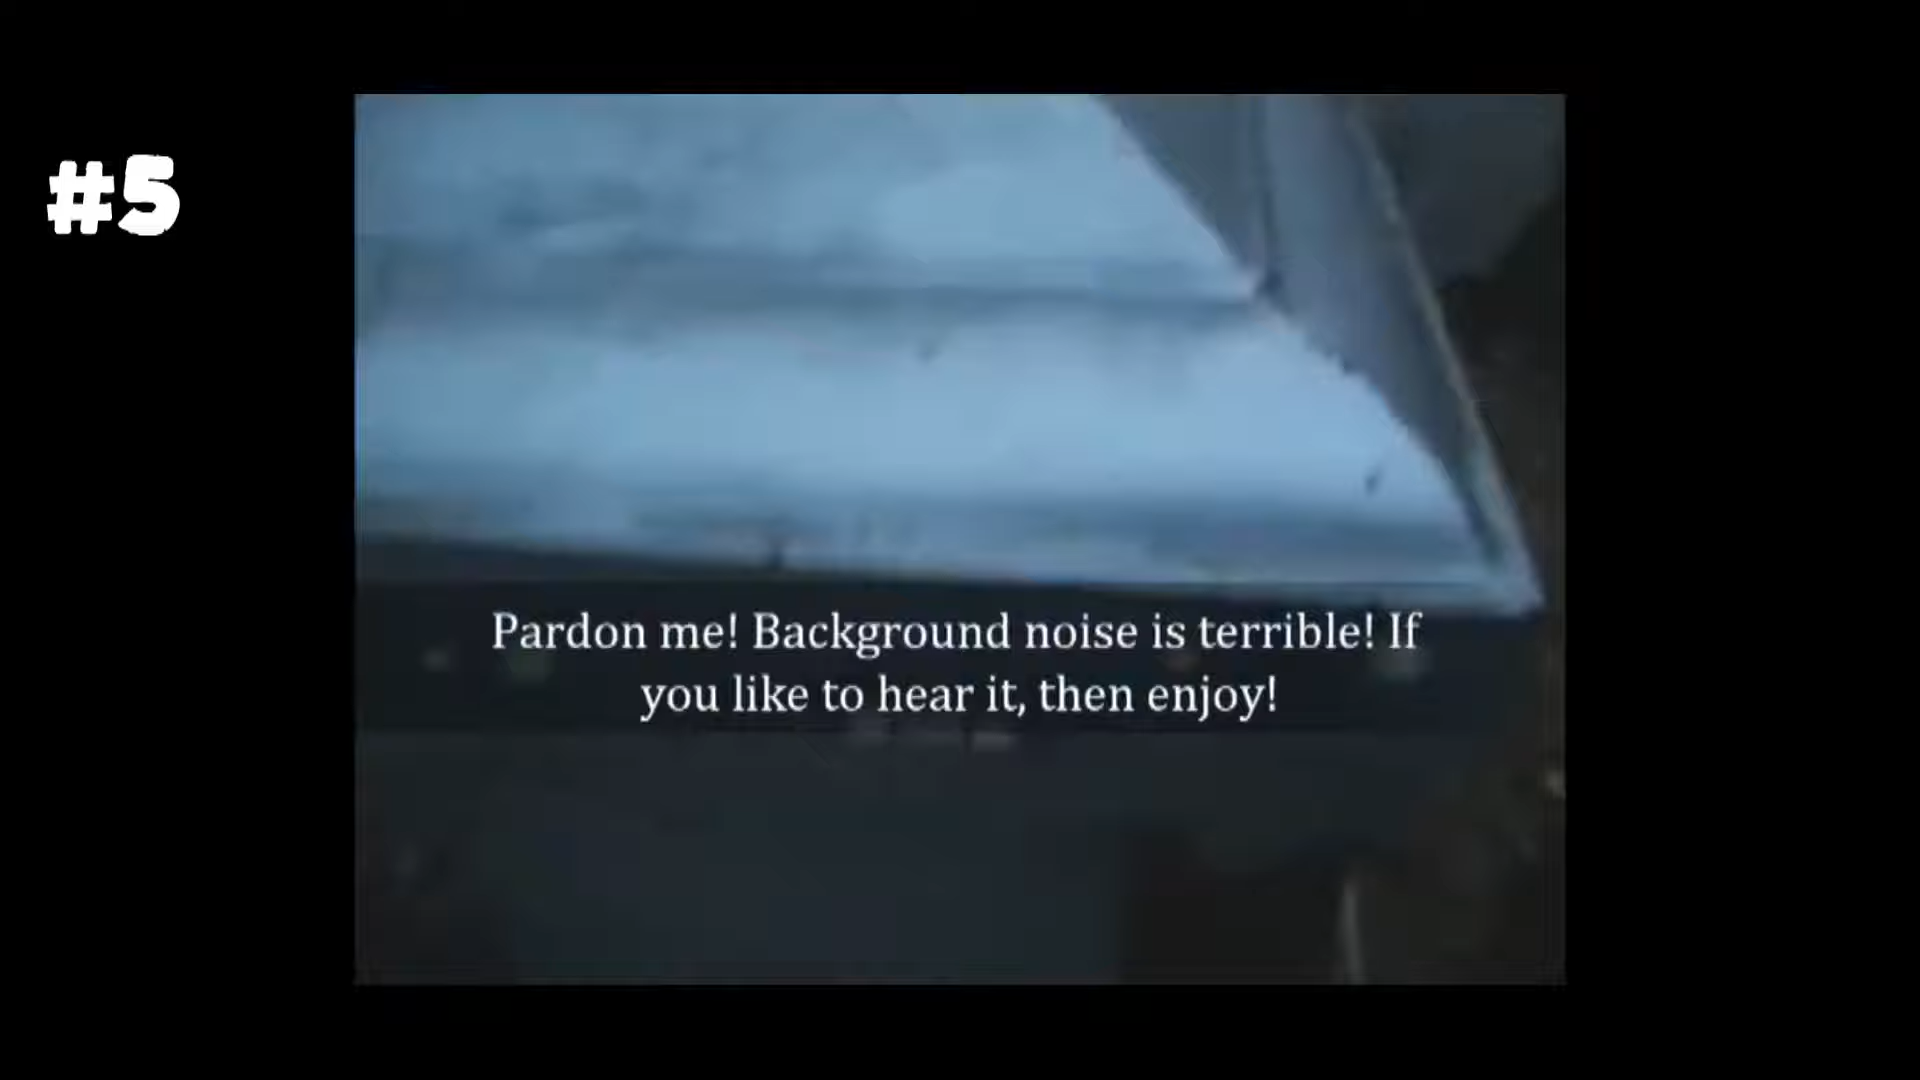 #5
Pardon me! Background noise is terrible! If
you like to hear it, then enjoy!